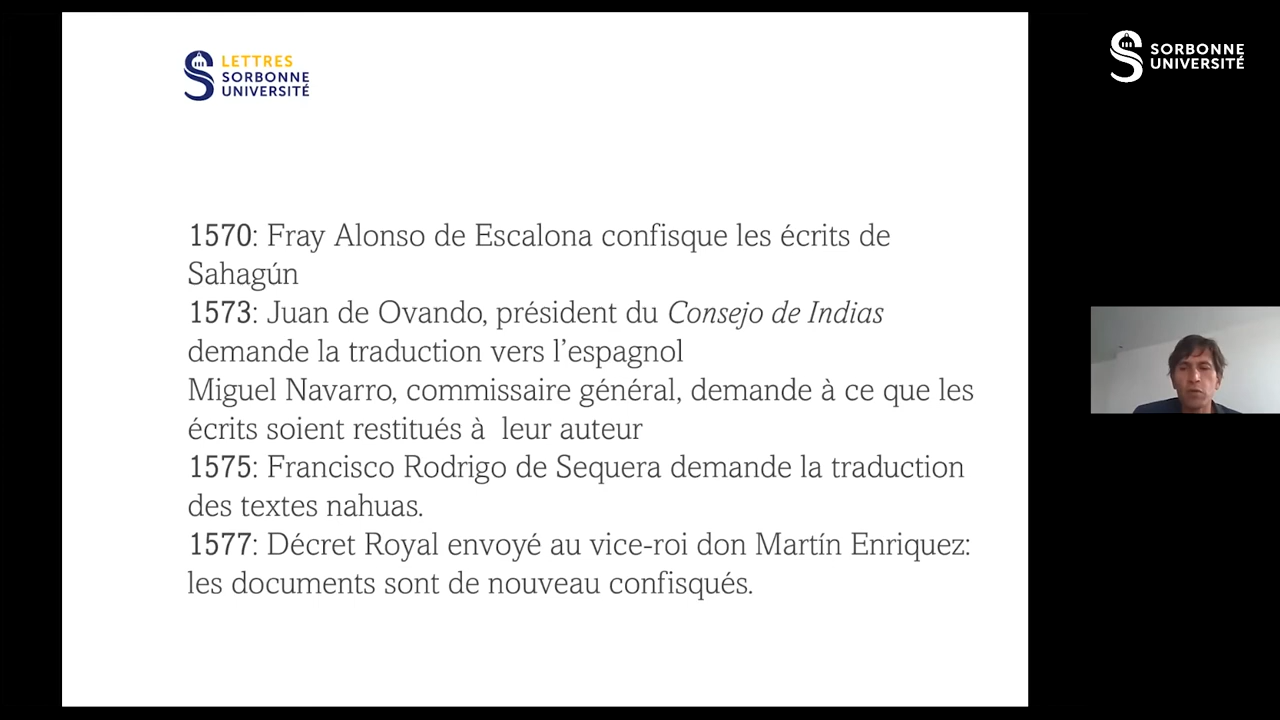 LETTRES
SORBONNE
UNIVERSITÉ
SORBONNE
UNIVERSITÉ
1570: Fray Alonso de Escalona confisque les écrits de
Sahagún
1573: Juan de Ovando, président du Consejo de Indias
demande la traduction vers l’espagnol
Miguel Navarro, commissaire général, demande à ce que les
écrits soient restitués à  leur auteur
1575: Francisco Rodrigo de Sequera demande la traduction
des textes nahuas.
1577: Décret Royal envoyé au vice-roi don Martín Enriquez:
les documents sont de nouveau confisqués.